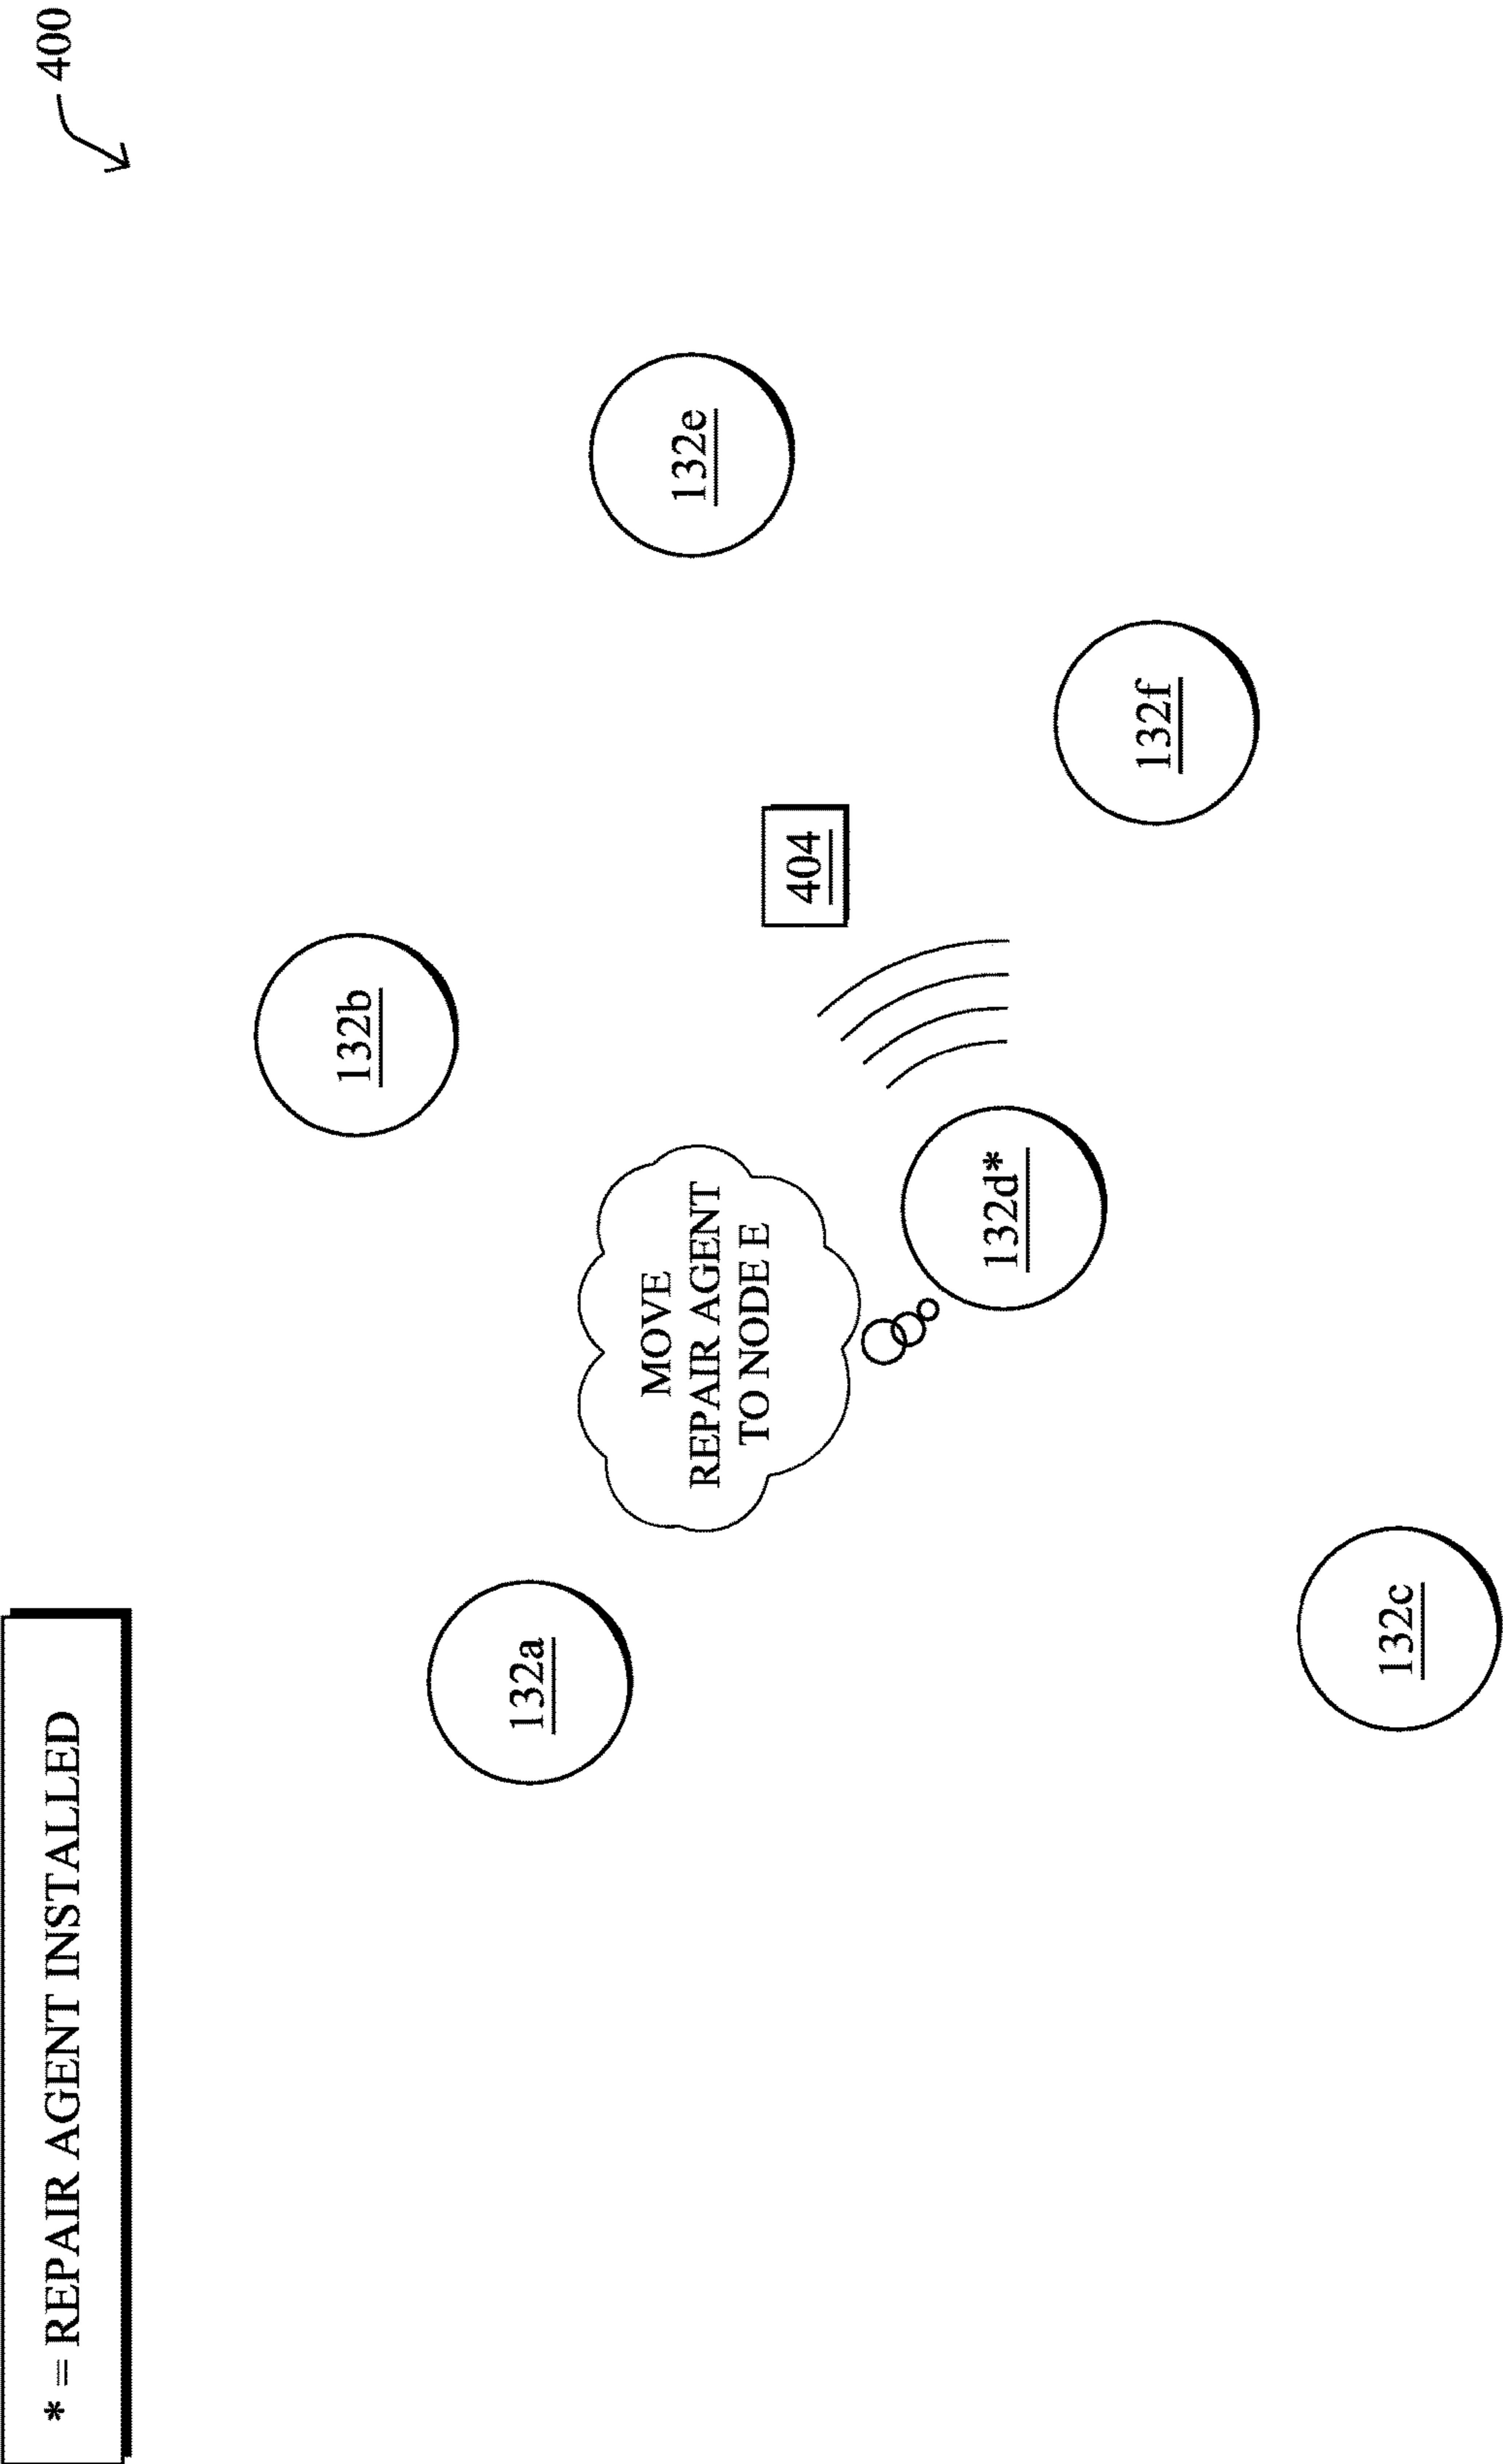 * = REPAIR AGENT INSTALLED
400
132b
132a
MOVE
REPAIR AGENT
TO NODE E
132e
404
132d*
132f
132c